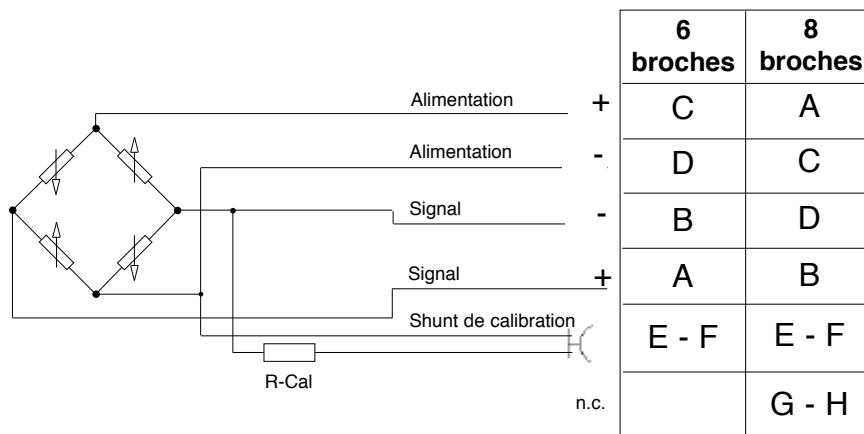 6 broches 8 broches
Alimentation + C A
Alimentation - D C
Signal - B D
Signal + A B
Shunt de calibration E - F E - F
R-Cal
n.c. G - H